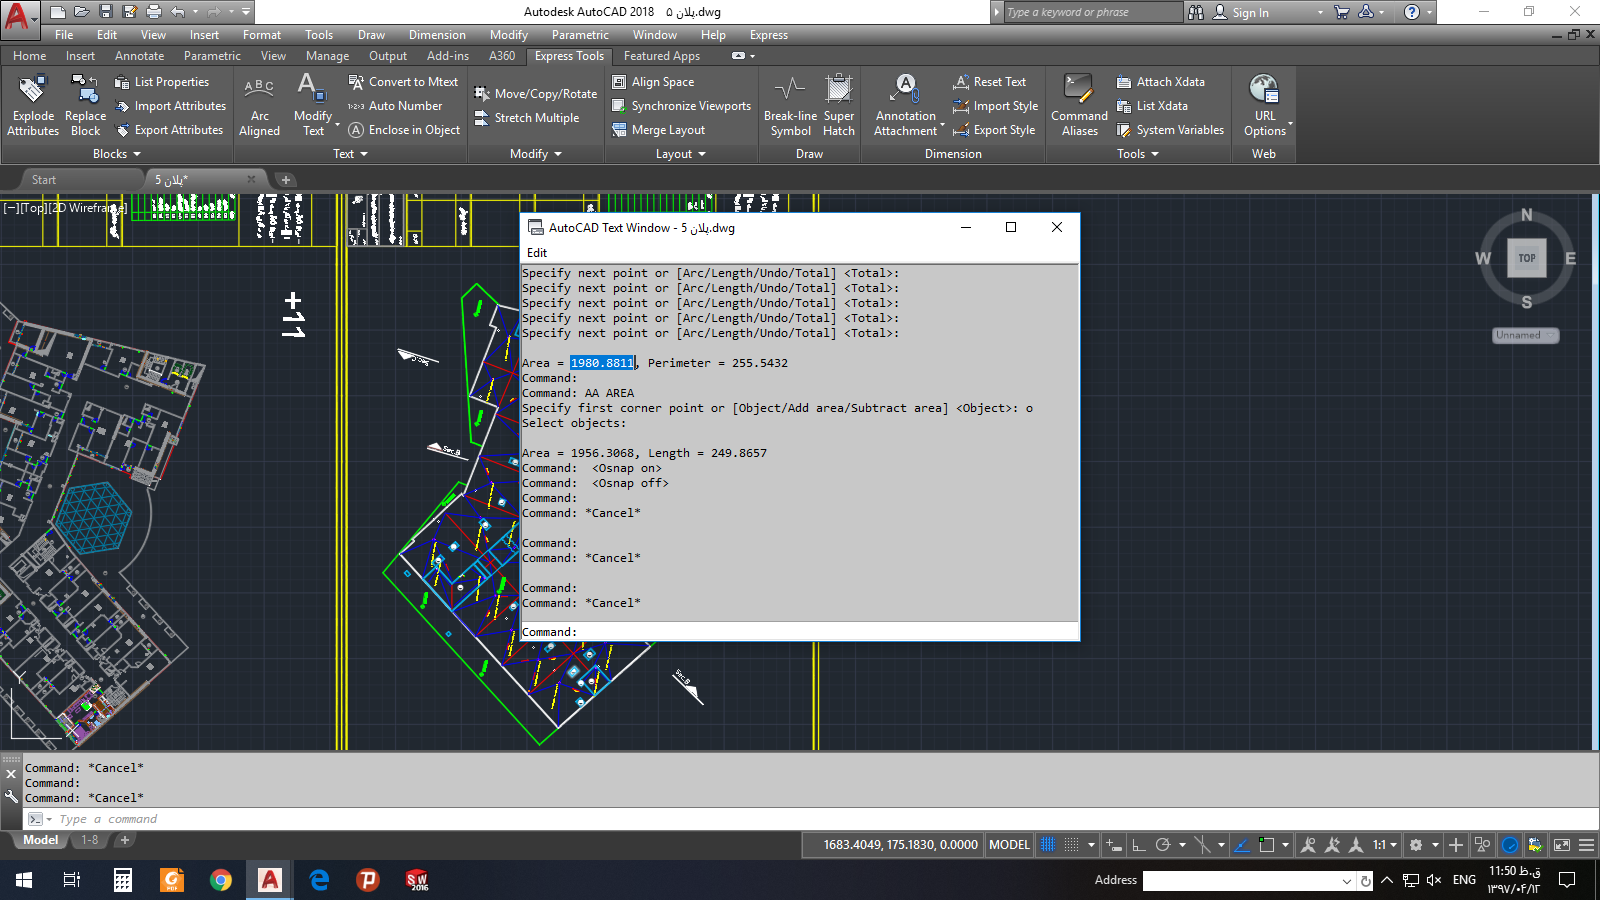 Autodesk AutoCAD 2018 پلان ۵.dwg
Type a keyword or phrase
Sign In
File Edit View Insert Format Tools Draw Dimension Modify Parametric Window Help Express
Home Insert Annotate Parametric View Manage Output Add-ins A360 Express Tools Featured Apps
Explode Attributes
Replace Block
List Properties
Import Attributes
Export Attributes
Blocks
ABC
Arc Aligned
Modify Text
Convert to Mtext
Auto Number
Enclose in Object
Text
Move/Copy/Rotate
Stretch Multiple
Modify
Align Space
Synchronize Viewports
Merge Layout
Layout
Break-line Symbol
Super Hatch
Draw
Annotation Attachment
Reset Text
Import Style
Export Style
Dimension
Command Aliases
Attach Xdata
List Xdata
System Variables
Tools
URL Options
Web
Start
پلان 5*
[−][Top][2D Wireframe]
+11
Sec.C
Sec.B
Sec.B
Y
X
N
W TOP E
S
Unnamed
AutoCAD Text Window - پلان 5.dwg
Edit
Specify next point or [Arc/Length/Undo/Total] <Total>:
Specify next point or [Arc/Length/Undo/Total] <Total>:
Specify next point or [Arc/Length/Undo/Total] <Total>:
Specify next point or [Arc/Length/Undo/Total] <Total>:
Specify next point or [Arc/Length/Undo/Total] <Total>:
Area = 1980.8811, Perimeter = 255.5432
Command:
Command: AA AREA
Specify first corner point or [Object/Add area/Subtract area] <Object>: o
Select objects:
Area = 1956.3068, Length = 249.8657
Command:  <Osnap on>
Command:  <Osnap off>
Command:
Command: *Cancel*
Command:
Command: *Cancel*
Command:
Command: *Cancel*
Command:
Command: *Cancel*
Command:
Command: *Cancel*
Type a command
Model 1-8
1683.4049, 175.1830, 0.0000 MODEL 1:1
PDF
SW 2016
Address
ENG
11:50 ق.ظ
۱۳۹۷/۰۴/۱۲